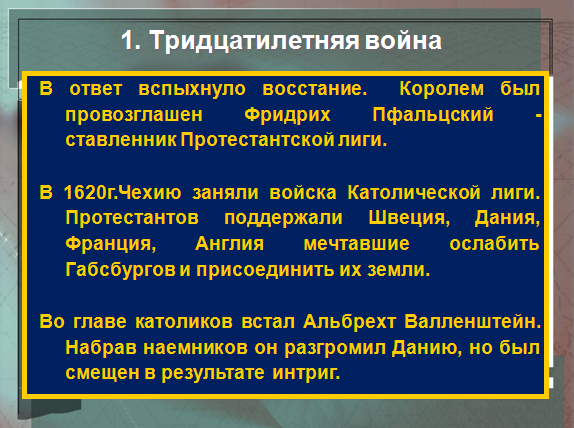 1. Тридцатилетняя война
В ответ вспыхнуло восстание. Королем был
провозглашен Фридрих Пфальцский -
ставленник Протестантской лиги.
В 1620г.Чехию заняли войска Католической лиги.
Протестантов поддержали Швеция, Дания,
Франция, Англия мечтавшие ослабить
Габсбургов и присоединить их земли.
Во главе католиков встал Альбрехт Валленштейн.
Набрав наемников он разгромил Данию, но был
смещен в результате интриг.